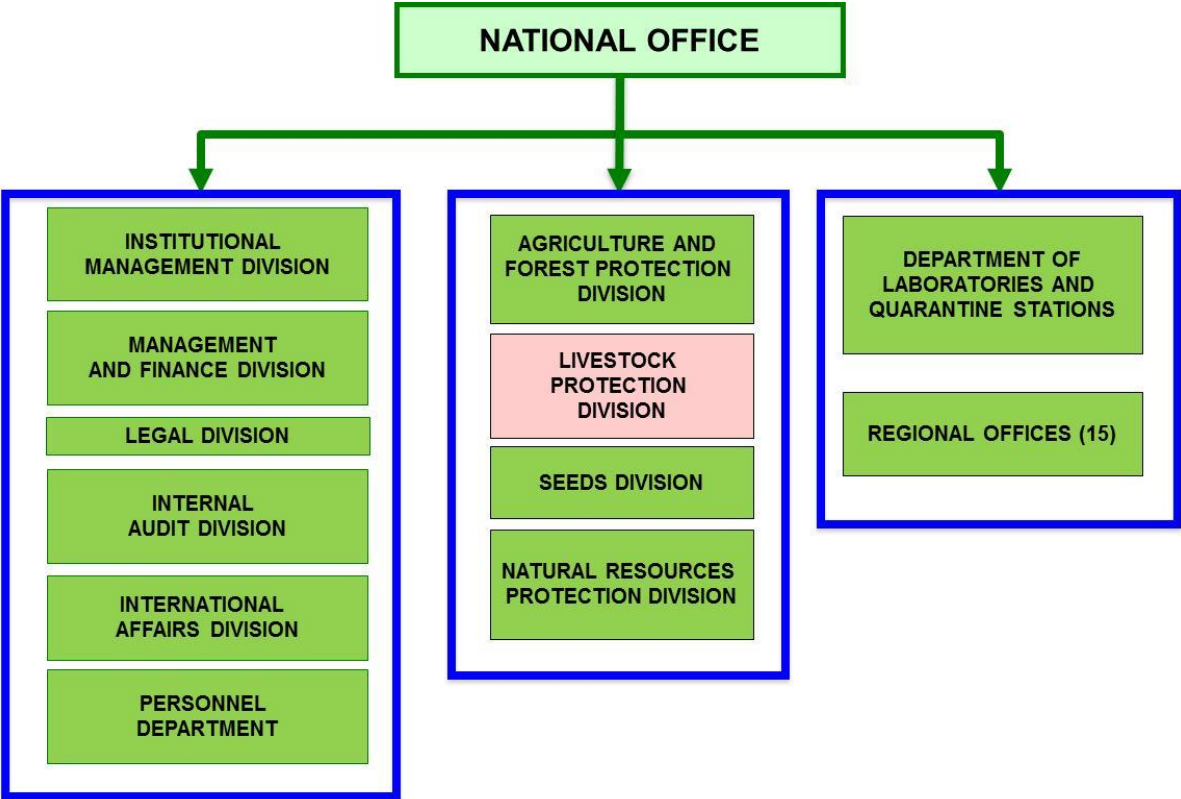 NATIONAL OFFICE
INSTITUTIONAL
MANAGEMENT DIVISION
MANAGEMENT
AND FINANCE DIVISION
LEGAL DIVISION
INTERNAL
AUDIT DIVISION
INTERNATIONAL
AFFAIRS DIVISION
PERSONNEL
DEPARTMENT
AGRICULTURE AND
FOREST PROTECTION
DIVISION
LIVESTOCK
PROTECTION
DIVISION
SEEDS DIVISION
NATURAL RESOURCES
PROTECTION DIVISION
DEPARTMENT OF
LABORATORIES AND
QUARANTINE STATIONS
REGIONAL OFFICES (15)